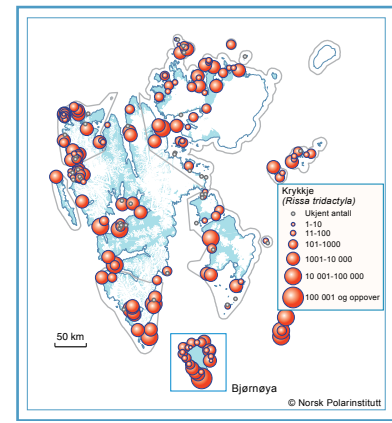 Krykkje
(Rissa tridactyla)
Ukjent antall
1-10
11-100
101-1000
1001-10 000
10 001-100 000
100 001 og oppover
50 km
Bjørnøya
© Norsk Polarinstitutt